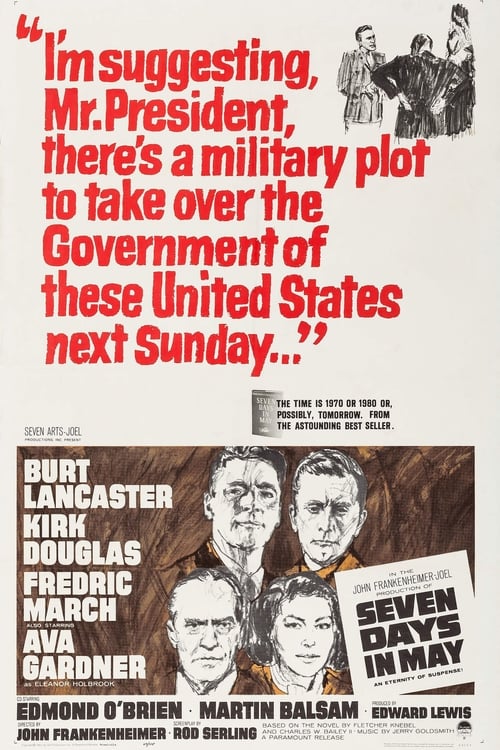 "I'm suggesting,
Mr. President,
there's a military plot
to take over the
Government of
these United States
next Sunday..."
SEVEN
DAYS
IN
MAY
THE TIME IS 1970 OR 1980 OR,
POSSIBLY, TOMORROW. FROM
THE ASTOUNDING BEST SELLER.
SEVEN ARTS-JOEL
PRODUCTIONS INC. PRESENT
BURT
LANCASTER
KIRK
DOUGLAS
FREDRIC
MARCH
ALSO STARRING
AVA
GARDNER
AS ELEANOR HOLBROOK
IN THE
JOHN FRANKENHEIMER-JOEL
PRODUCTION OF
SEVEN
DAYS
IN MAY
AN ETERNITY OF SUSPENSE!
CO STARRING
EDMOND O'BRIEN · MARTIN BALSAM · PRODUCED BY EDWARD LEWIS
DIRECTED BY JOHN FRANKENHEIMER · SCREENPLAY BY ROD SERLING
BASED ON THE NOVEL BY FLETCHER KNEBEL
AND CHARLES W. BAILEY II · MUSIC BY JERRY GOLDSMITH
A PARAMOUNT RELEASE